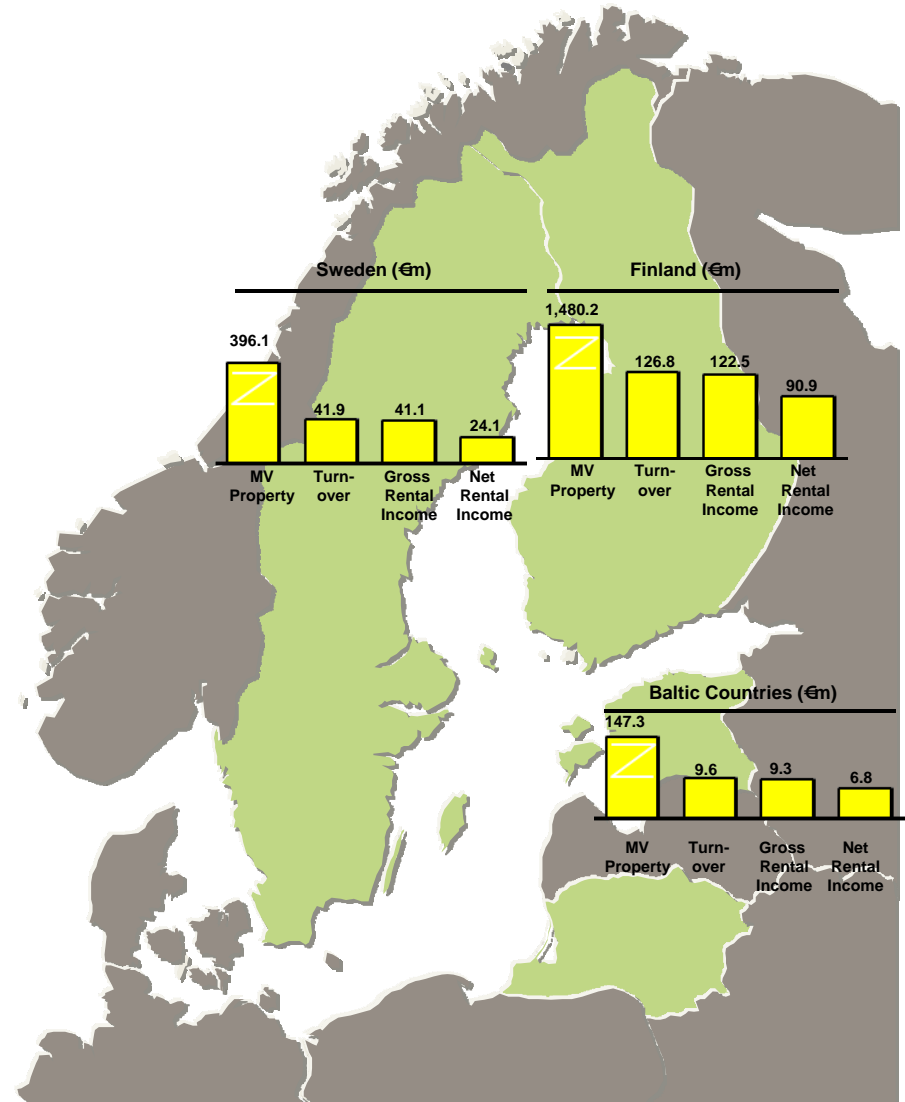 Sweden (€m)
396.1
41.9
41.1
24.1
MV
Property
Turn-
over
Gross
Rental
Income
Net
Rental
Income
Finland (€m)
1,480.2
126.8
122.5
90.9
MV
Property
Turn-
over
Gross
Rental
Income
Net
Rental
Income
Baltic Countries (€m)
147.3
9.6
9.3
6.8
MV
Property
Turn-
over
Gross
Rental
Income
Net
Rental
Income